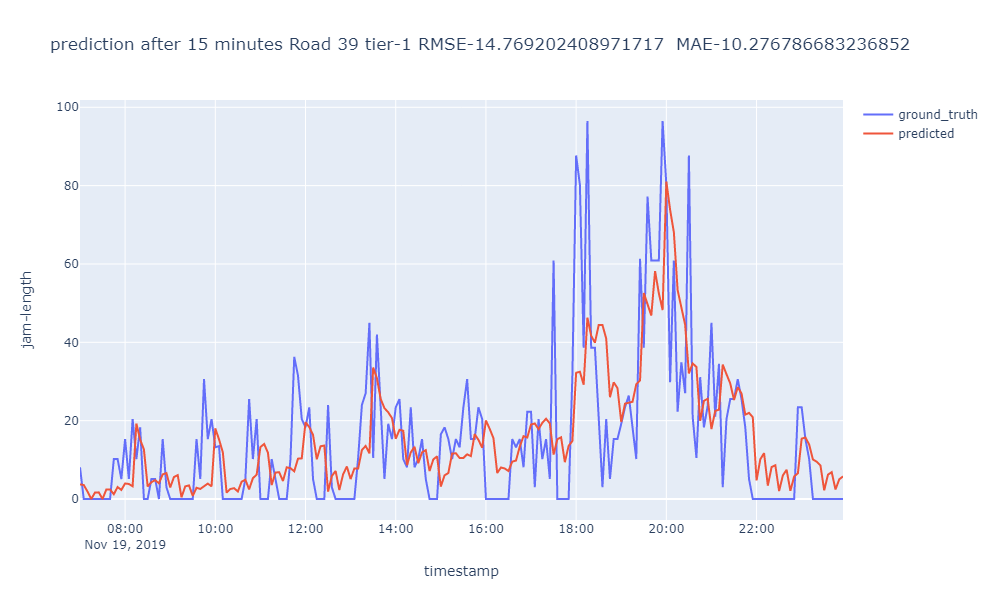 prediction after 15 minutes Road 39 tier-1 RMSE-14.769202408971717  MAE-10.276786683236852
ground_truth
predicted
100
80
60
40
20
0
jam-length
08:00 10:00 12:00 14:00 16:00 18:00 20:00 22:00
Nov 19, 2019
timestamp